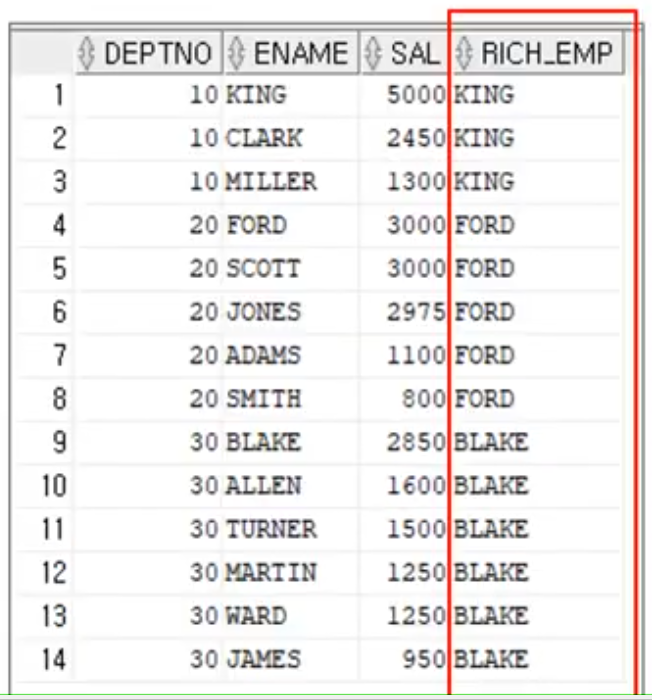 DEPTNO ENAME SAL RICH_EMP
1 10 KING 5000 KING
2 10 CLARK 2450 KING
3 10 MILLER 1300 KING
4 20 FORD 3000 FORD
5 20 SCOTT 3000 FORD
6 20 JONES 2975 FORD
7 20 ADAMS 1100 FORD
8 20 SMITH 800 FORD
9 30 BLAKE 2850 BLAKE
10 30 ALLEN 1600 BLAKE
11 30 TURNER 1500 BLAKE
12 30 MARTIN 1250 BLAKE
13 30 WARD 1250 BLAKE
14 30 JAMES 950 BLAKE